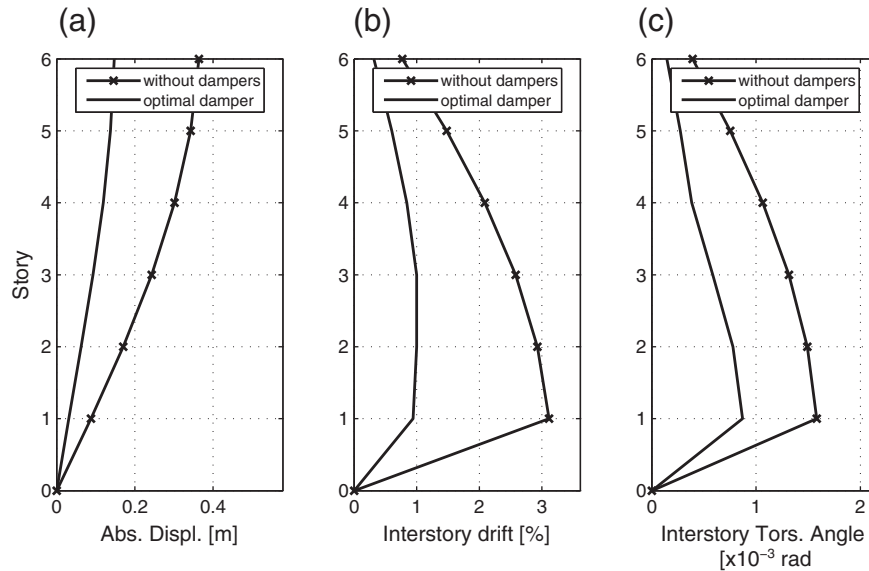 (a)
(b)
(c)
6
5
4
3
2
1
0
Story
without dampers
optimal damper
0
0.2
0.4
Abs. Displ. [m]
6
5
4
3
2
1
0
without dampers
optimal damper
0
1
2
3
Interstory drift [%]
6
5
4
3
2
1
0
without dampers
optimal damper
0
1
2
Interstory Tors. Angle
[x10⁻³ rad